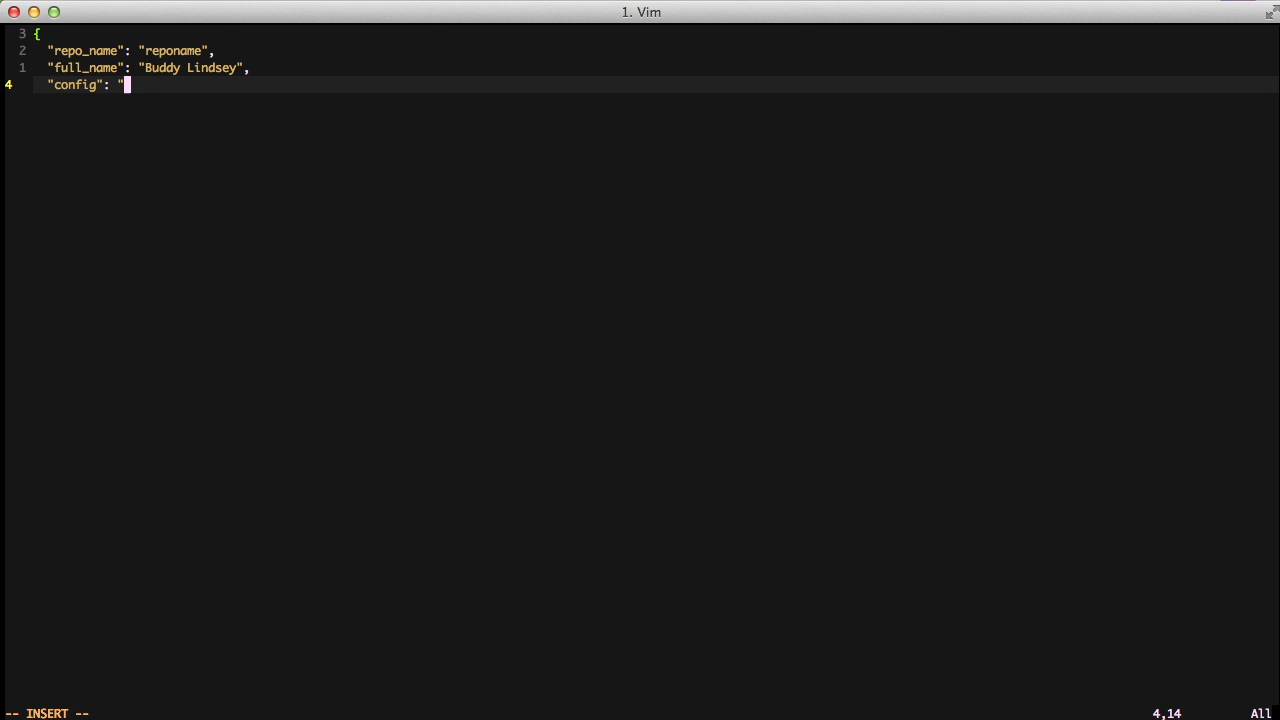 1. Vim
3 {
2   "repo_name": "reponame",
1   "full_name": "Buddy Lindsey",
4   "config": "
-- INSERT --
4,14
All